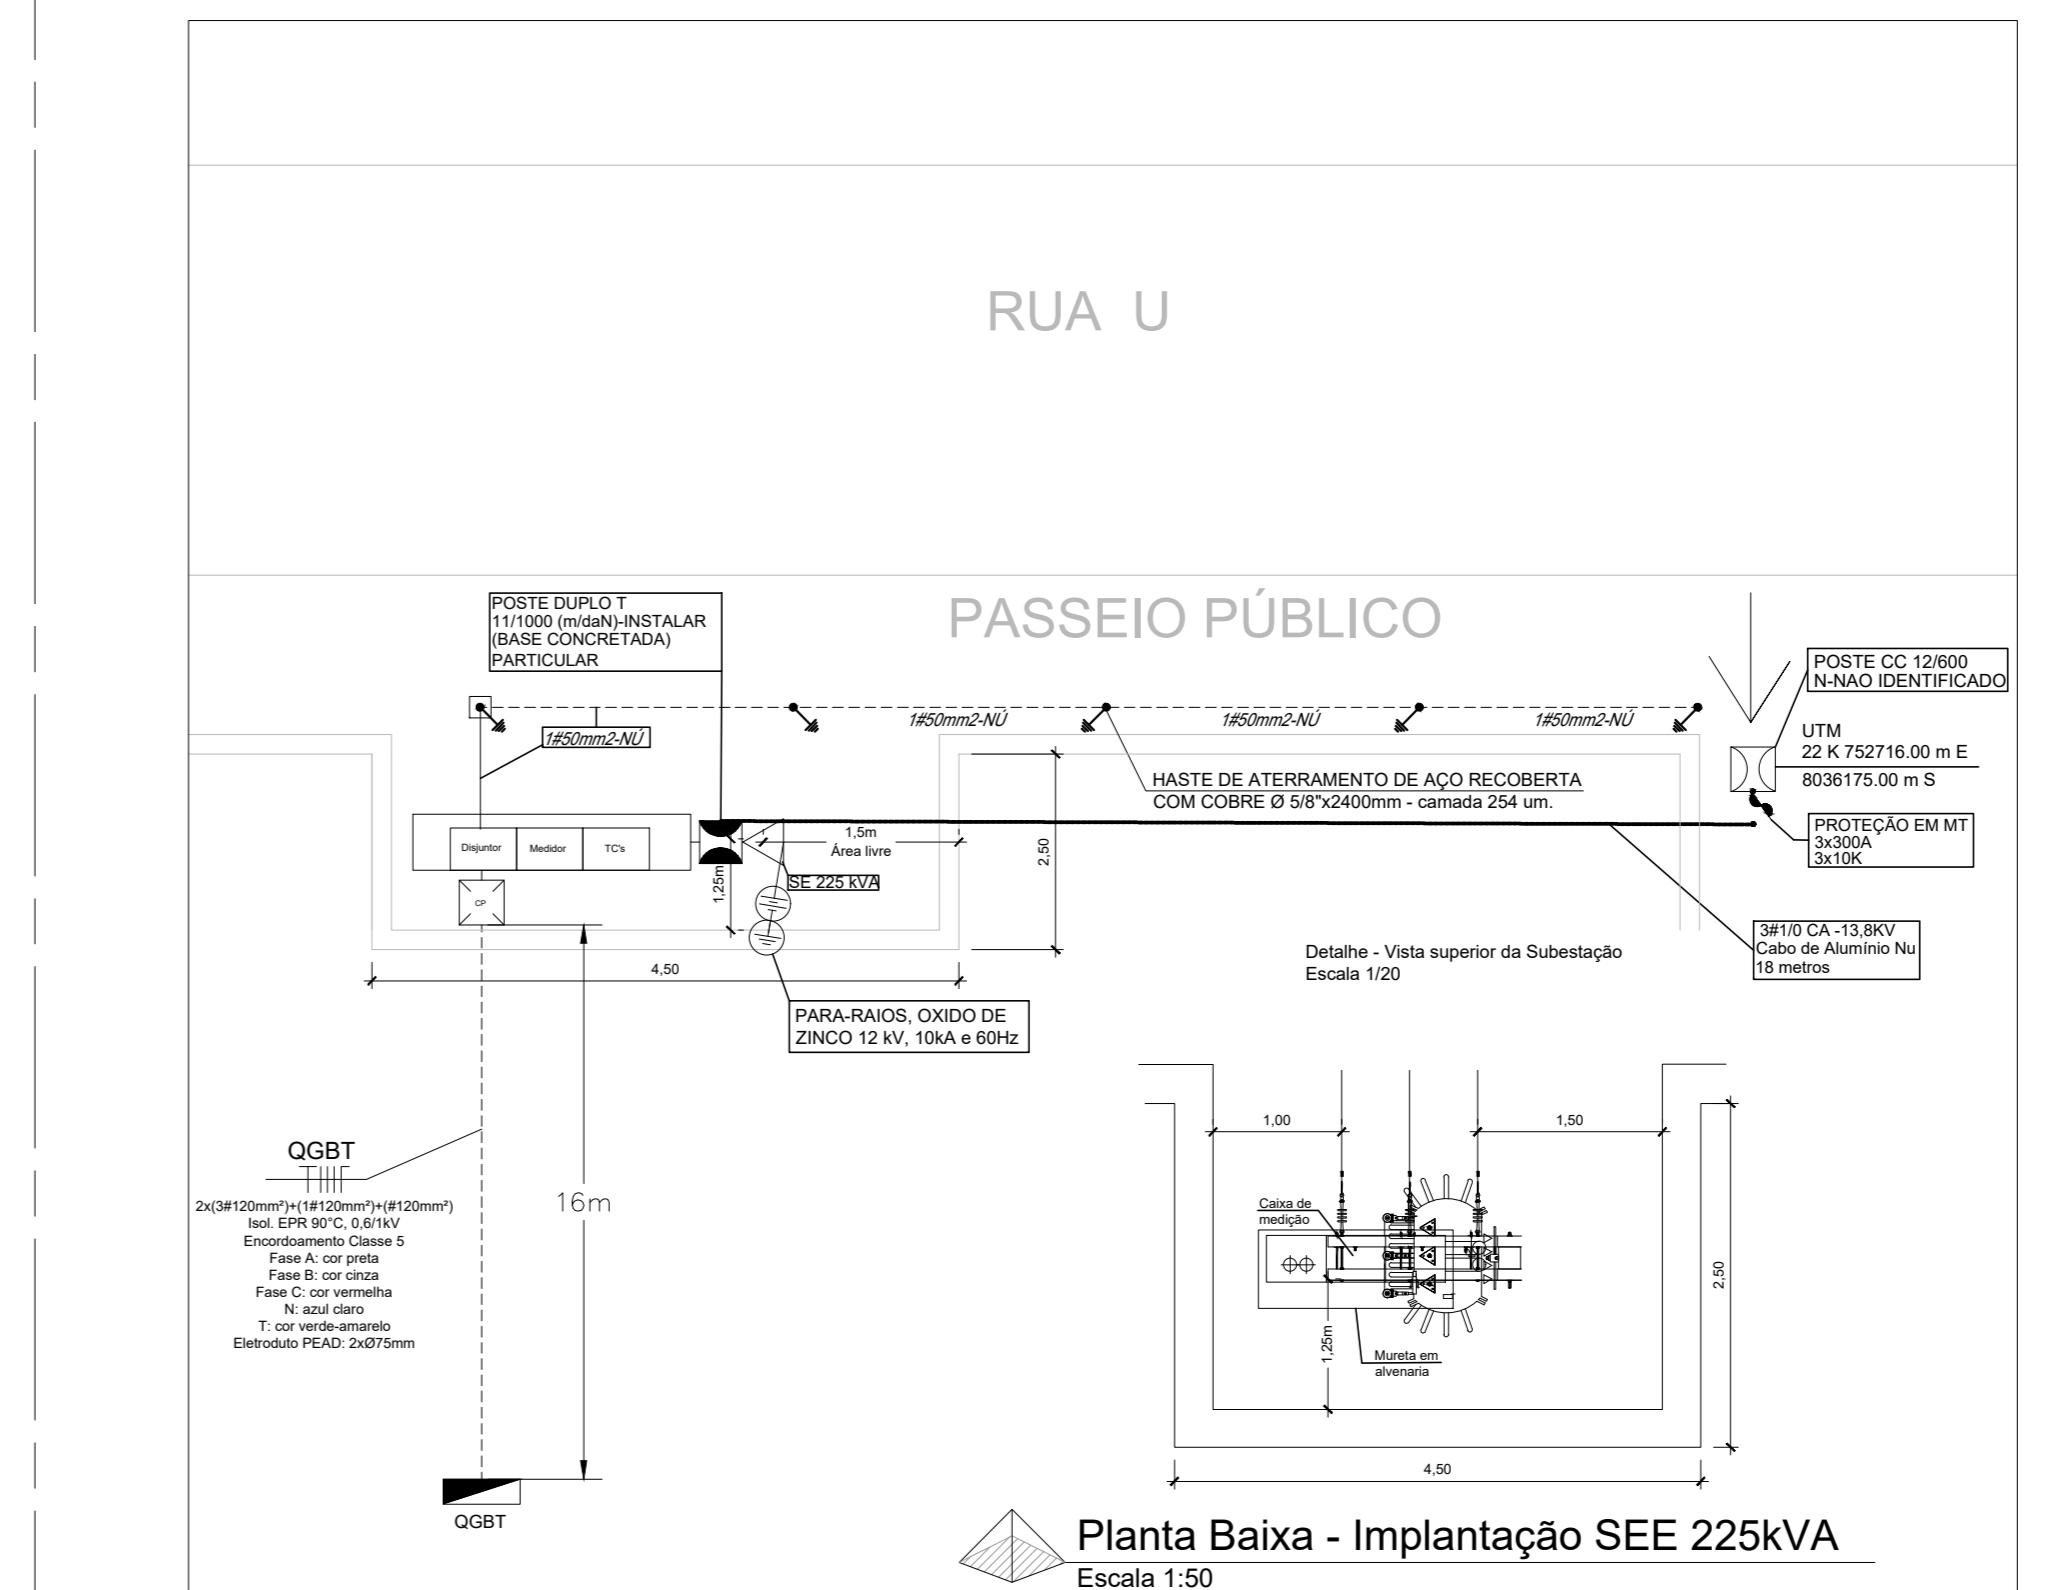 RUA U
PASSEIO PÚBLICO
POSTE DUPLO T
11/1000 (m/daN)-INSTALAR
(BASE CONCRETADA)
PARTICULAR
POSTE CC 12/600
N-NAO IDENTIFICADO
UTM
22 K 752716.00 m E
8036175.00 m S
1#50mm2-NÚ
1#50mm2-NÚ
1#50mm2-NÚ
1#50mm2-NÚ
HASTE DE ATERRAMENTO DE AÇO RECOBERTA
COM COBRE Ø 5/8"x2400mm - camada 254 um.
PROTEÇÃO EM MT
3x300A
3x10K
Disjuntor
Medidor
TC's
CP
1,5m
Área livre
1,25m
SE 225 kVA
2,50
4,50
3#1/0 CA -13,8KV
Cabo de Alumínio Nu
18 metros
PARA-RAIOS, OXIDO DE
ZINCO 12 kV, 10kA e 60Hz
Detalhe - Vista superior da Subestação
Escala 1/20
QGBT
2x(3#120mm²)+(1#120mm²)+(#120mm²)
Isol. EPR 90°C, 0,6/1kV
Encordoamento Classe 5
Fase A: cor preta
Fase B: cor cinza
Fase C: cor vermelha
N: azul claro
T: cor verde-amarelo
Eletroduto PEAD: 2xØ75mm
16m
QGBT
1,00
1,50
Caixa de
medição
1,25m
Mureta em
alvenaria
2,50
4,50
Planta Baixa - Implantação SEE 225kVA
Escala 1:50